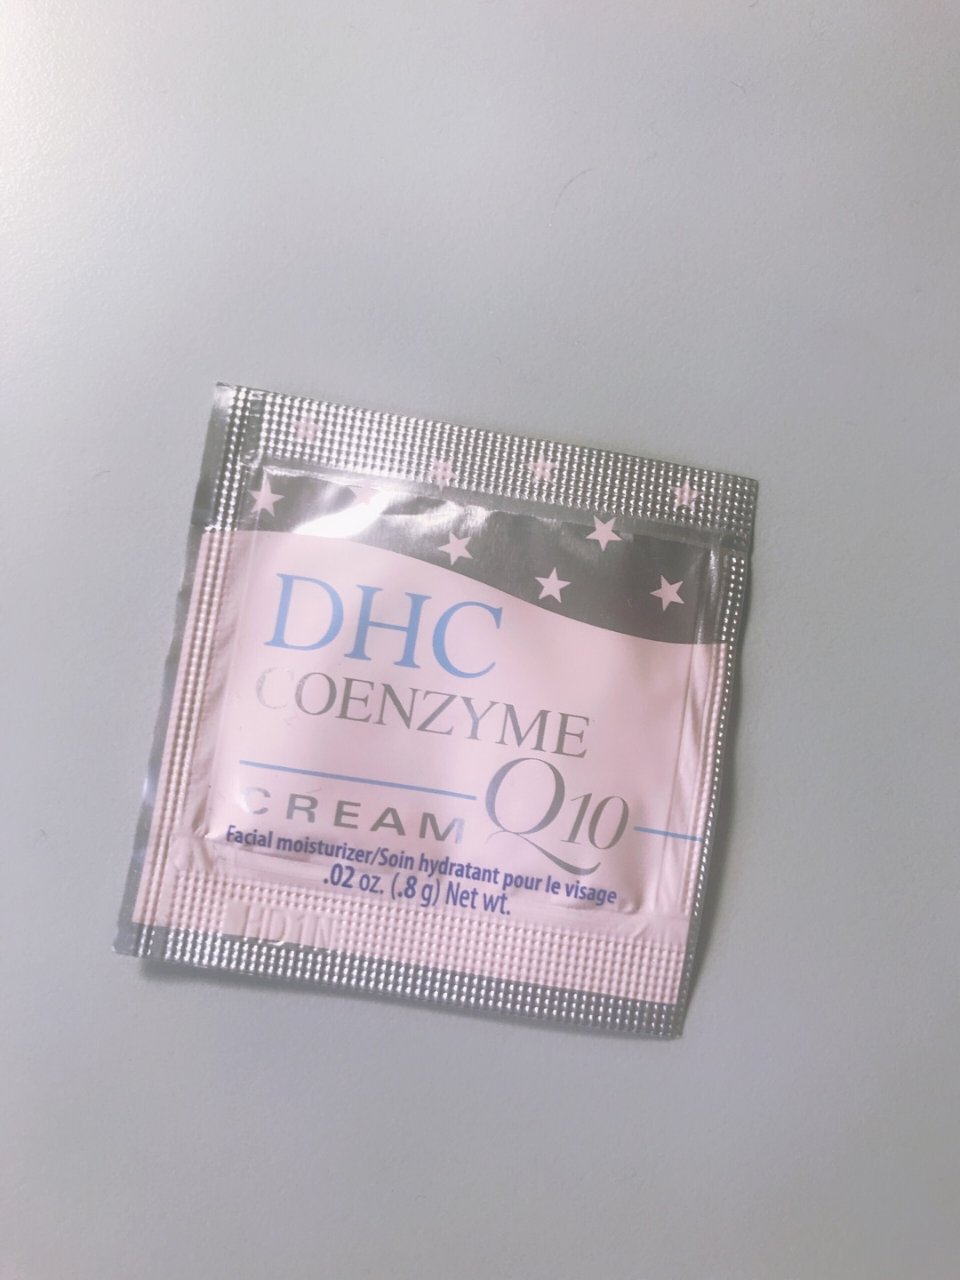 DHC
COENZYME
CREAM Q10
Facial moisturizer/Soin hydratant pour le visage
.02 oz. (.8 g) Net wt.